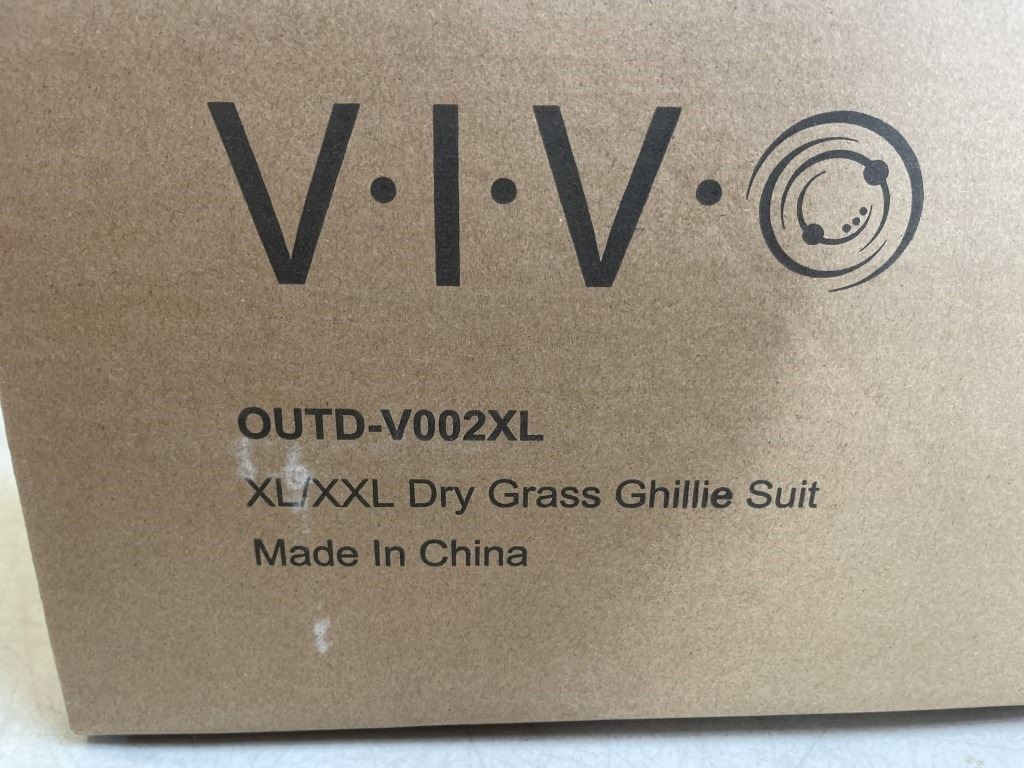 V·I·V·O
OUTD-V002XL
XL/XXL Dry Grass Ghillie Suit
Made In China